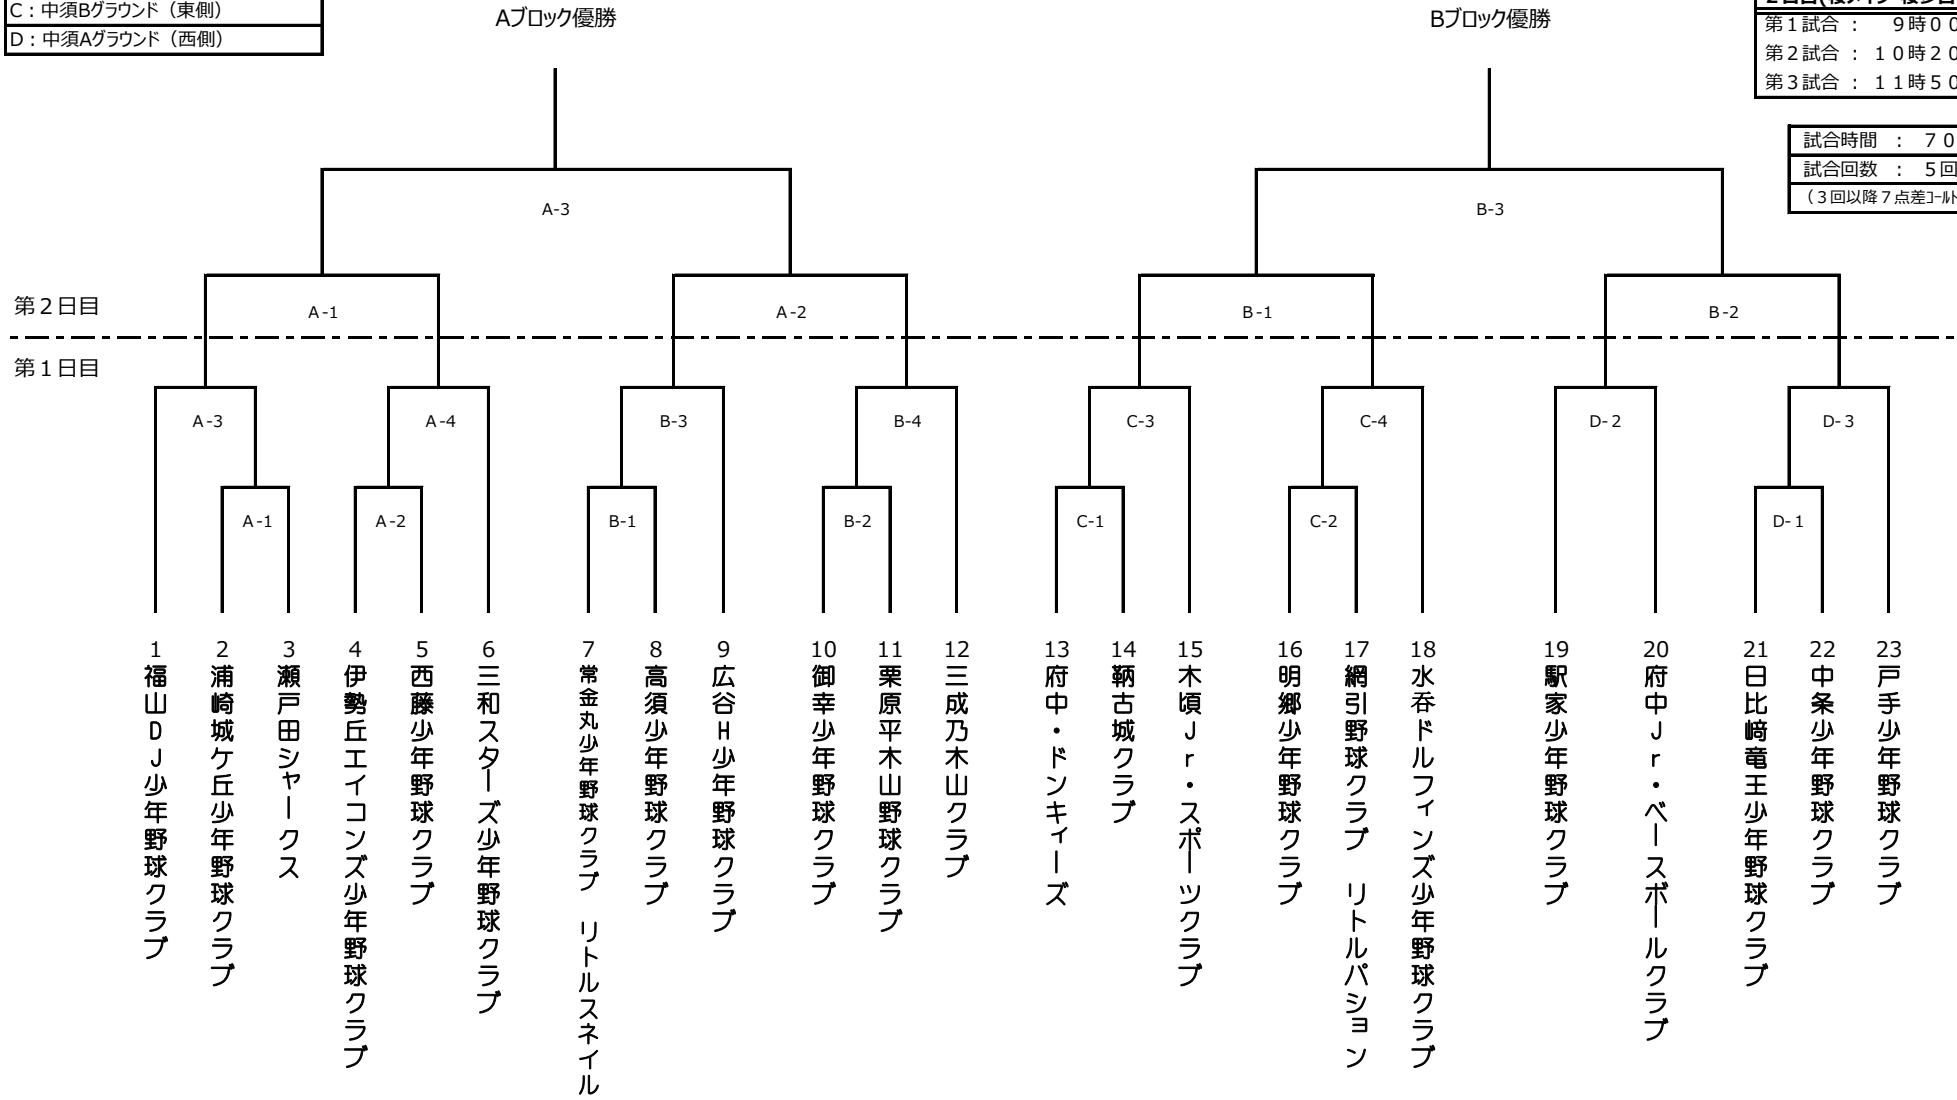 C：中須Bグラウンド（東側）
D：中須Aグラウンド（西側）
Aブロック優勝
Bブロック優勝
第１試合 ： ９時００
第２試合 ： １０時２０
第３試合 ： １１時５０
試合時間 ： ７０
試合回数 ： ５回
（３回以降７点差ｺｰﾙﾄ
A-3
B-3
第２日目
A-1
A-2
B-1
B-2
第１日目
A-3
A-4
B-3
B-4
C-3
C-4
D-2
D-3
A-1
A-2
B-1
B-2
C-1
C-2
D-1
1 福山ＤＪ少年野球クラブ
2 浦崎城ケ丘少年野球クラブ
3 瀬戸田シャークス
4 伊勢丘エイコンズ少年野球クラブ
5 西藤少年野球クラブ
6 三和スターズ少年野球クラブ
7 常金丸少年野球クラブ　リトルスネイル
8 高須少年野球クラブ
9 広谷Ｈ少年野球クラブ
10 御幸少年野球クラブ
11 栗原平木山野球クラブ
12 三成乃木山クラブ
13 府中・ドンキィーズ
14 鞆古城クラブ
15 木頃Ｊｒ・スポーツクラブ
16 明郷少年野球クラブ
17 網引野球クラブ　リトルパション
18 水呑ドルフィンズ少年野球クラブ
19 駅家少年野球クラブ
20 府中Ｊｒ・ベースボールクラブ
21 日比﨑竜王少年野球クラブ
22 中条少年野球クラブ
23 戸手少年野球クラブ